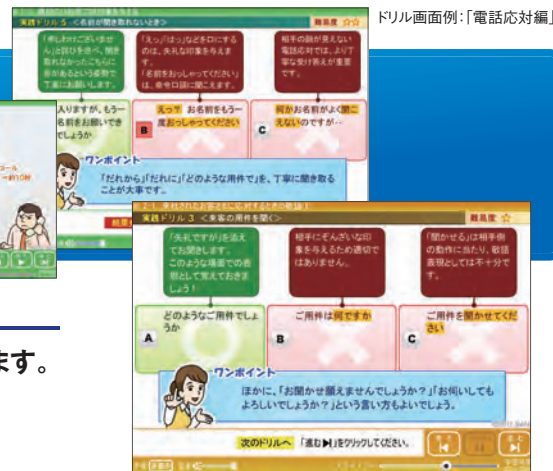 ドリル画面例：「電話応対編」
実践ドリル 5 ＜名前が聞き取れないとき＞
難易度 ☆☆
「申しわけございませ
ん」と詫びを述べ、聞き
取れなかったこちらに
非があるという姿勢で
丁寧にお願いします。
「えっ」「はっ」などを口にする
のは、失礼な印象を与えま
す。
「名前をおっしゃってください」
は、命令口調に聞こえます。
相手の顔が見えない
電話応対では、より丁
寧な受け答えが重要
です。
入りますが、もう一
名前をお願いでき
でしょうか
B
えっ？ お名前をもう一
度おっしゃってください
C
何かお名前がよく聞こ
えないのですが‥
ワンポイント
「だれから」「だれに」「どのような用件で」を、丁寧に聞き取る
ことが大事です。
実践ドリル 3 ＜来客の用件を聞く＞
難易度 ☆
「失礼ですが」を添え
てお聞きします。
このような場面での表
現として覚えておきま
しょう！
相手にぞんざいな印
象を与えるため適切で
はありません。
「聞かせる」は相手側
の動作に当たり、敬語
表現としては不十分で
す。
A
どのようなご用件でしょ
うか
B
ご用件は何ですか
C
ご用件を聞かせてくだ
さい
ワンポイント
ほかに、「お聞かせ願えませんでしょうか？」「お伺いしても
よろしいでしょうか？」という言い方もよいでしょう。
次のドリルへ 「進む▶|」をクリックしてください。
ます。